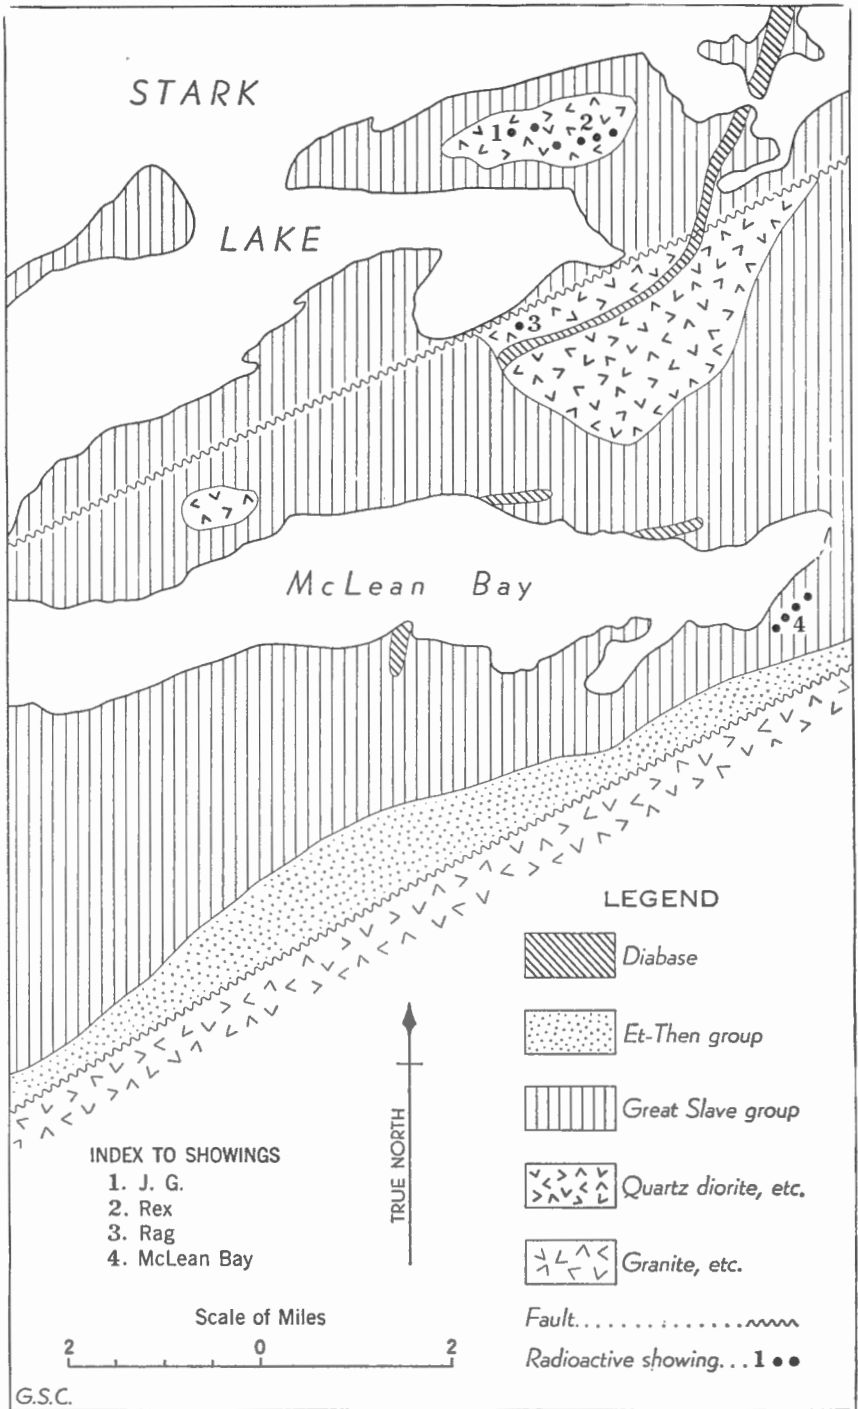 STARK
1
2
LAKE
3
McLean Bay
4
LEGEND
Diabase
Et-Then group
Great Slave group
Quartz diorite, etc.
Granite, etc.
Fault
Radioactive showing...1
TRUE NORTH
INDEX TO SHOWINGS
1. J. G.
2. Rex
3. Rag
4. McLean Bay
Scale of Miles
2 0 2
G.S.C.